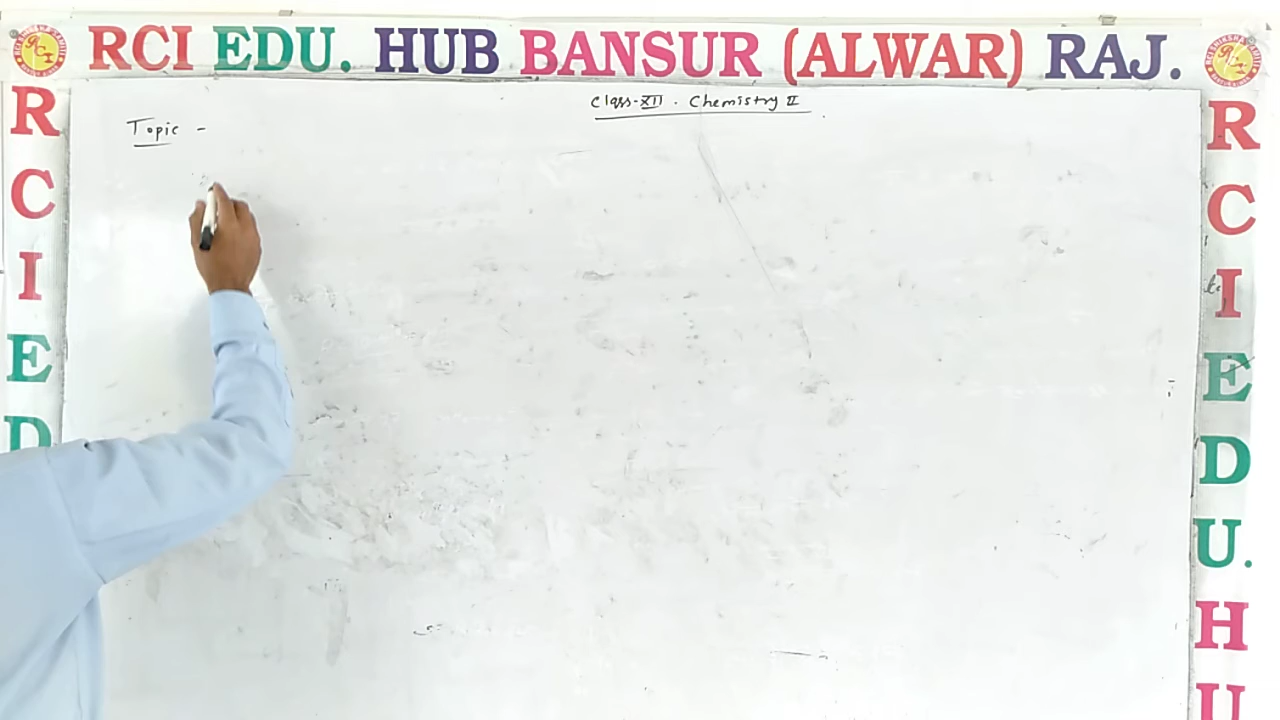 RCI EDU. HUB BANSUR (ALWAR) RAJ.
Class-XII . Chemistry II
Topic -
R
C
I
E
D
R
C
I
E
D
U.
H
U